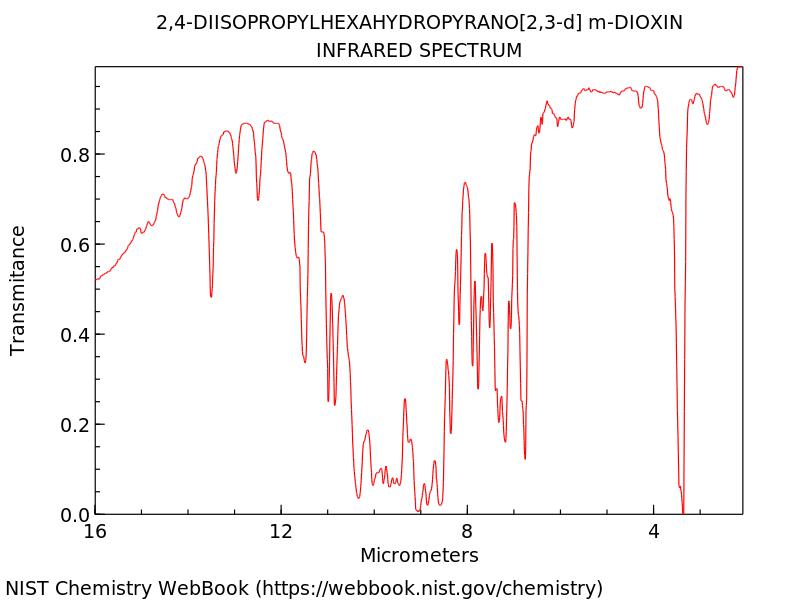 2,4-DIISOPROPYLHEXAHYDROPYRANO[2,3-d] m-DIOXIN
INFRARED SPECTRUM
Transmitance
0.8
0.6
0.4
0.2
0.0
16 12 8 4
Micrometers
NIST Chemistry WebBook (https://webbook.nist.gov/chemistry)